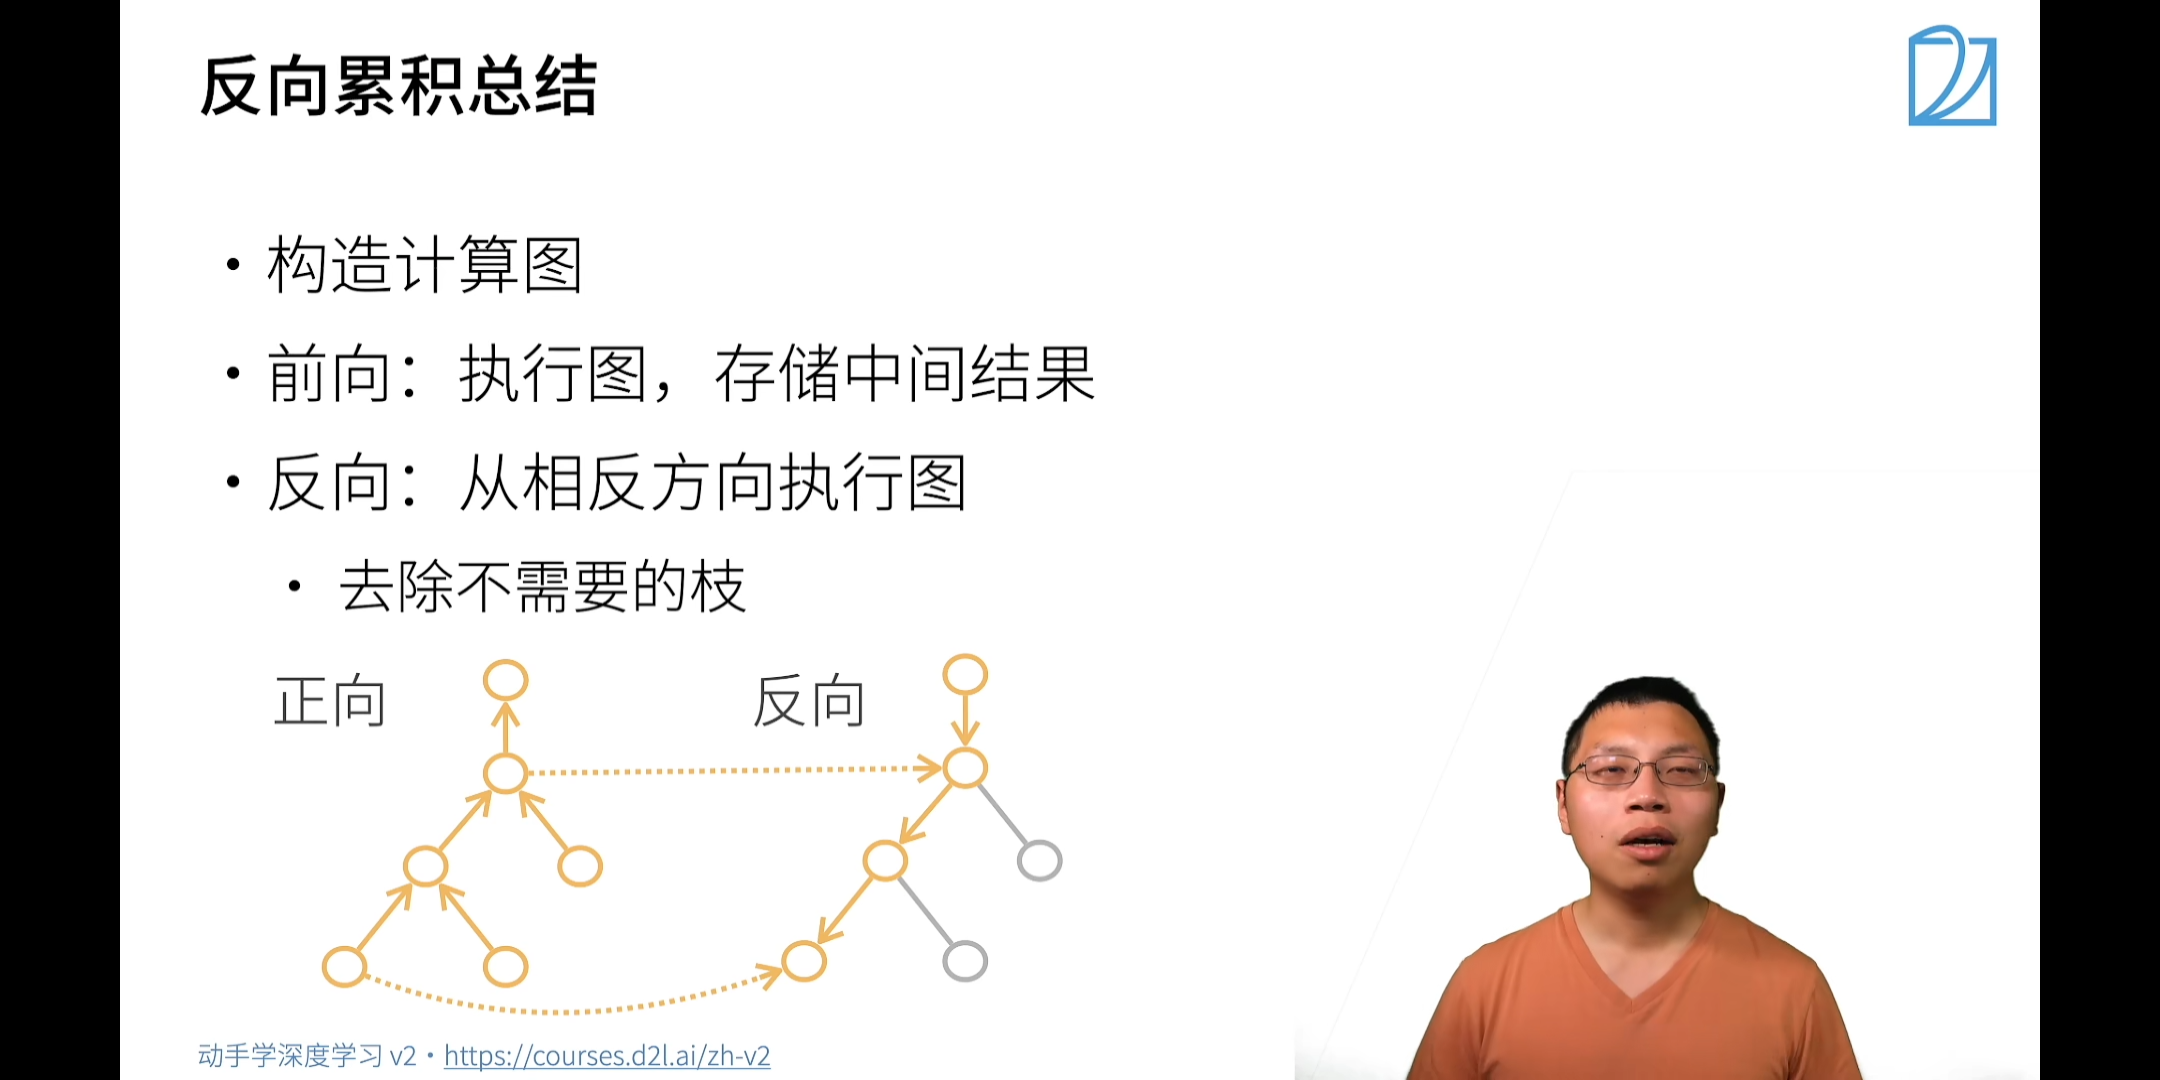 反向累积总结
• 构造计算图
• 前向：执行图，存储中间结果
• 反向：从相反方向执行图
• 去除不需要的枝
正向
反向
动手学深度学习 v2 • https://courses.d2l.ai/zh-v2